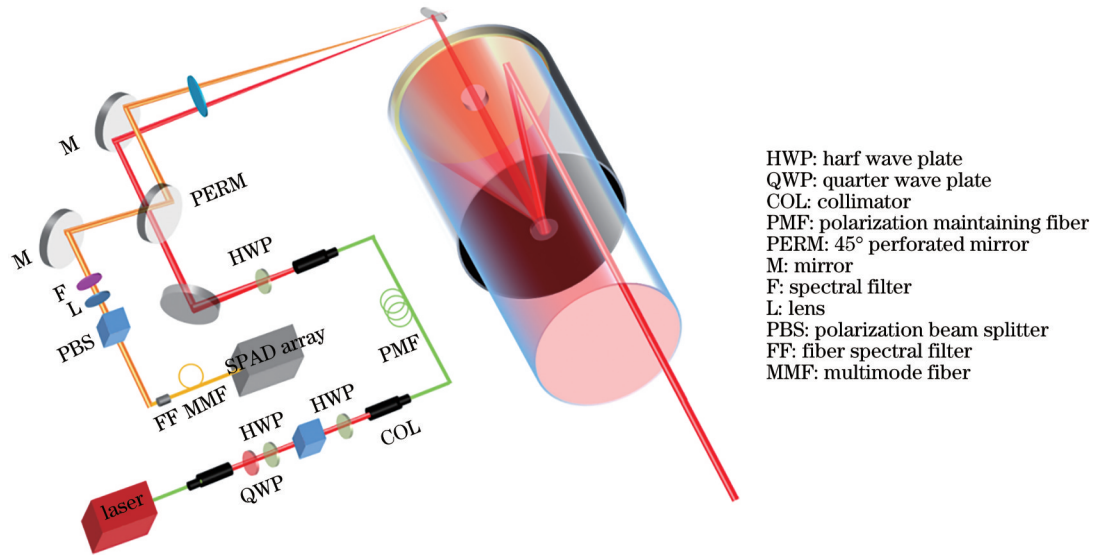 M
PERM
M
HWP
F
L
PBS
SPAD array
PMF
FF
MMF
HWP
HWP
COL
QWP
laser
HWP: harf wave plate
QWP: quarter wave plate
COL: collimator
PMF: polarization maintaining fiber
PERM: 45° perforated mirror
M: mirror
F: spectral filter
L: lens
PBS: polarization beam splitter
FF: fiber spectral filter
MMF: multimode fiber